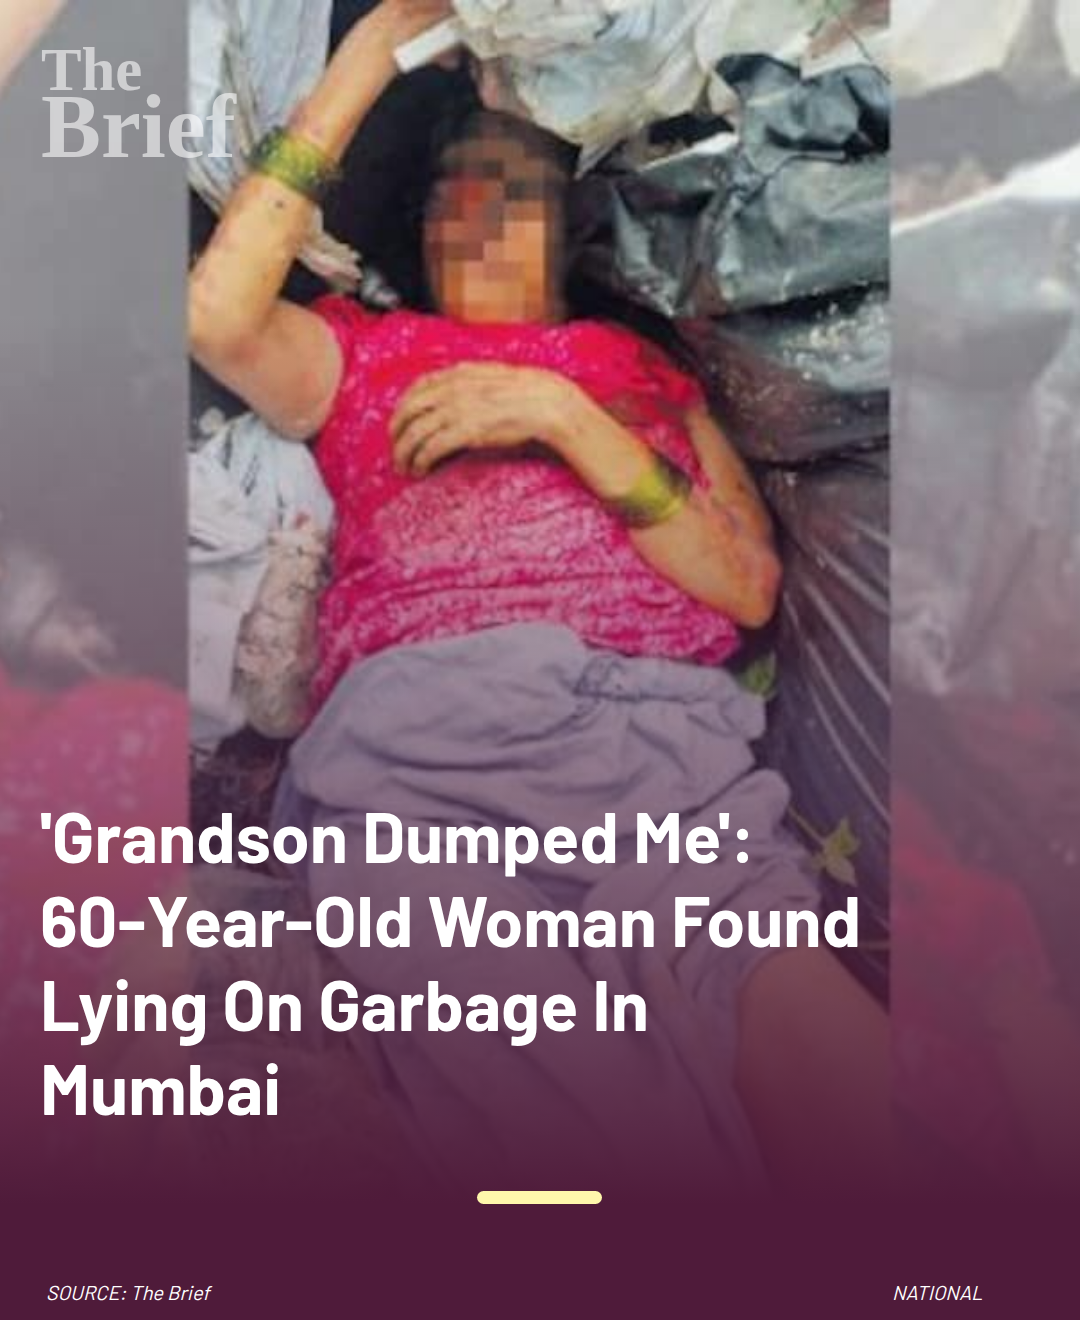 The
Brief
'Grandson Dumped Me':
60-Year-Old Woman Found
Lying On Garbage In
Mumbai
SOURCE: The Brief
NATIONAL